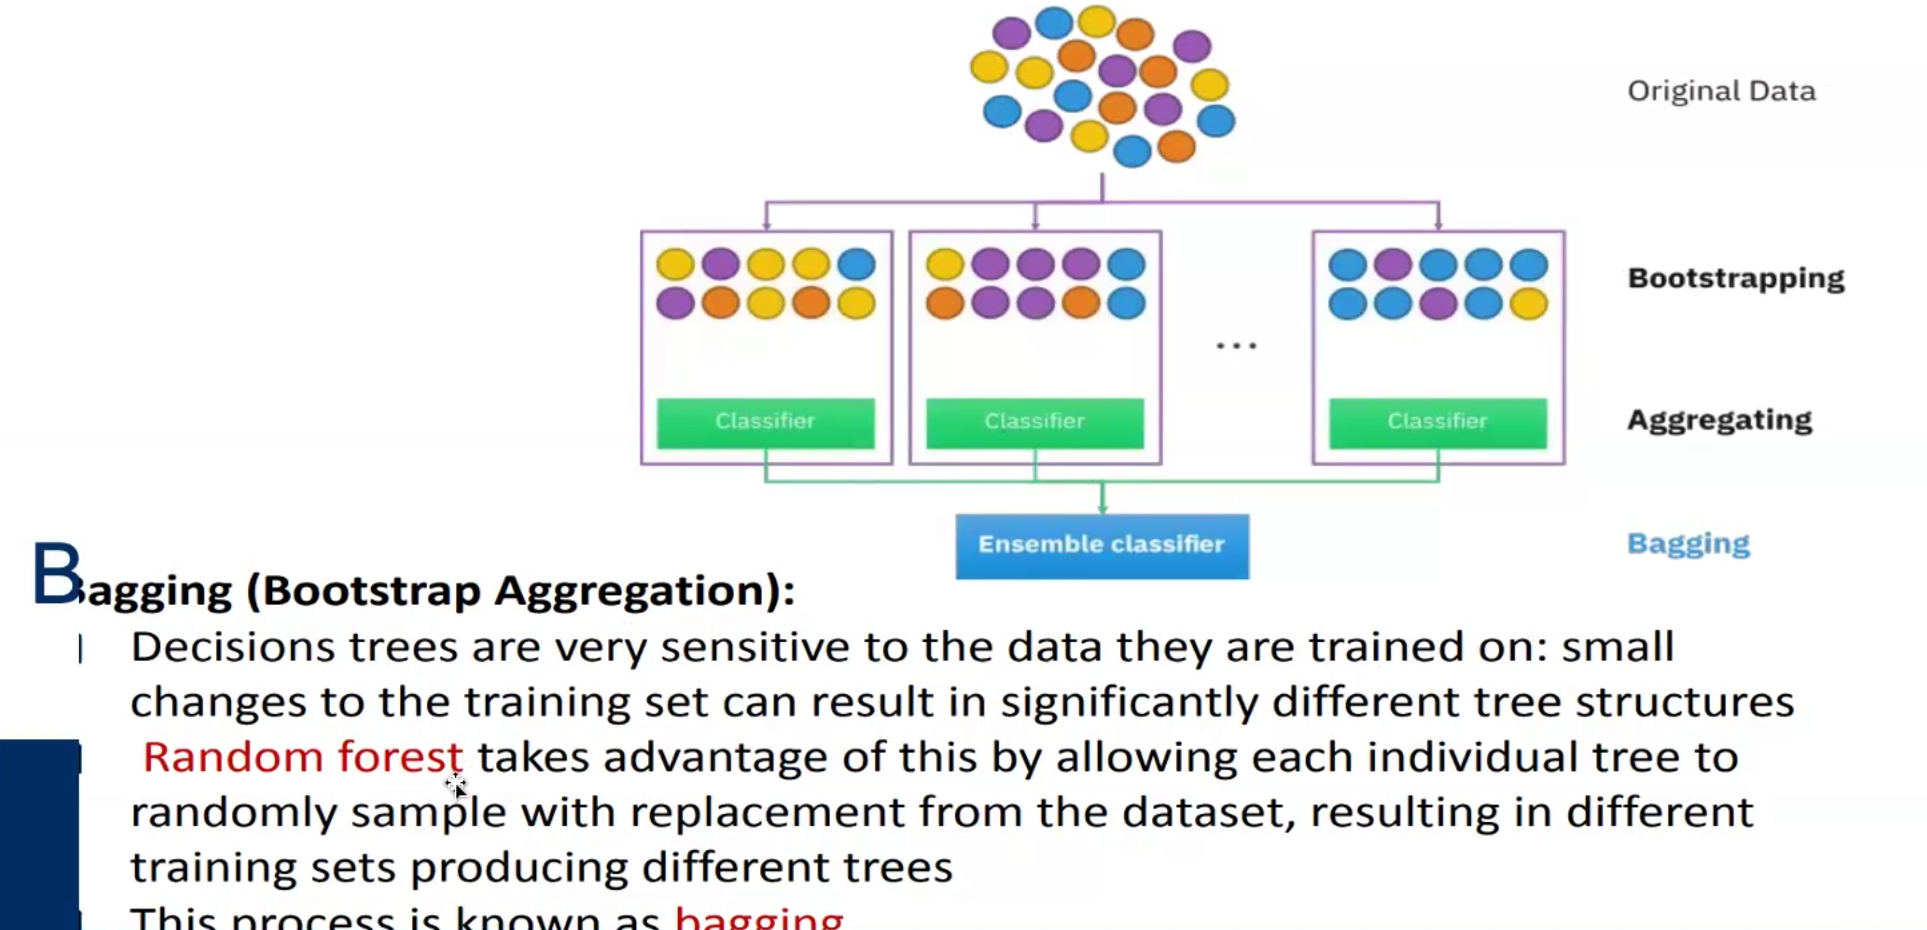 Original Data
Bootstrapping
...
Classifier Classifier Classifier
Aggregating
Ensemble classifier
Bagging
B
Bagging (Bootstrap Aggregation):
Decisions trees are very sensitive to the data they are trained on: small
changes to the training set can result in significantly different tree structures
Random forest takes advantage of this by allowing each individual tree to
randomly sample with replacement from the dataset, resulting in different
training sets producing different trees
This process is known as bagging